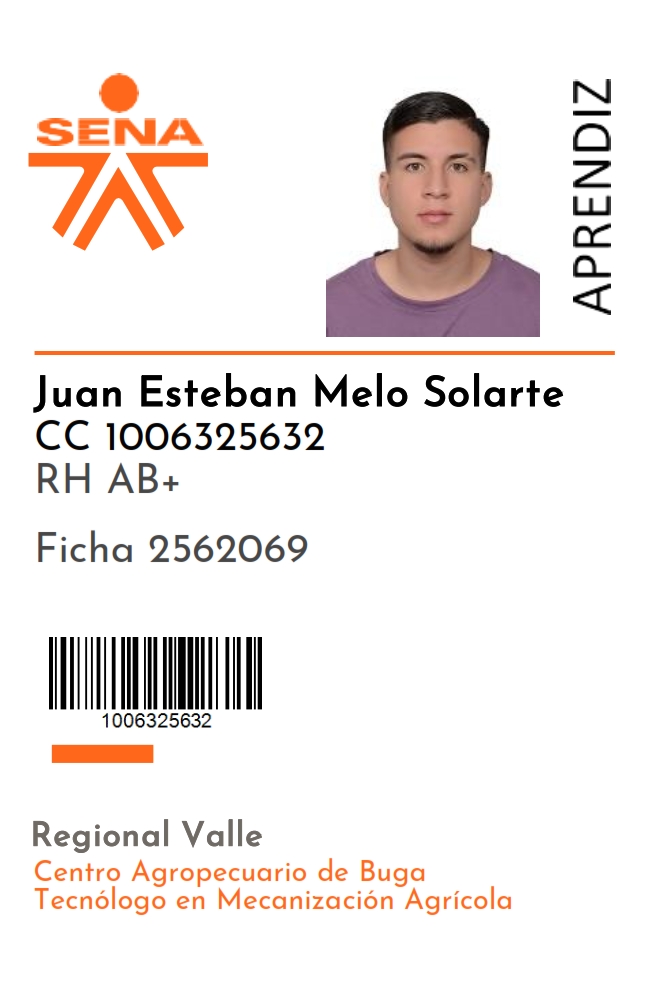 SENA
APRENDIZ
Juan Esteban Melo Solarte
CC 1006325632
RH AB+
Ficha 2562069
1006325632
Regional Valle
Centro Agropecuario de Buga
Tecnólogo en Mecanización Agrícola